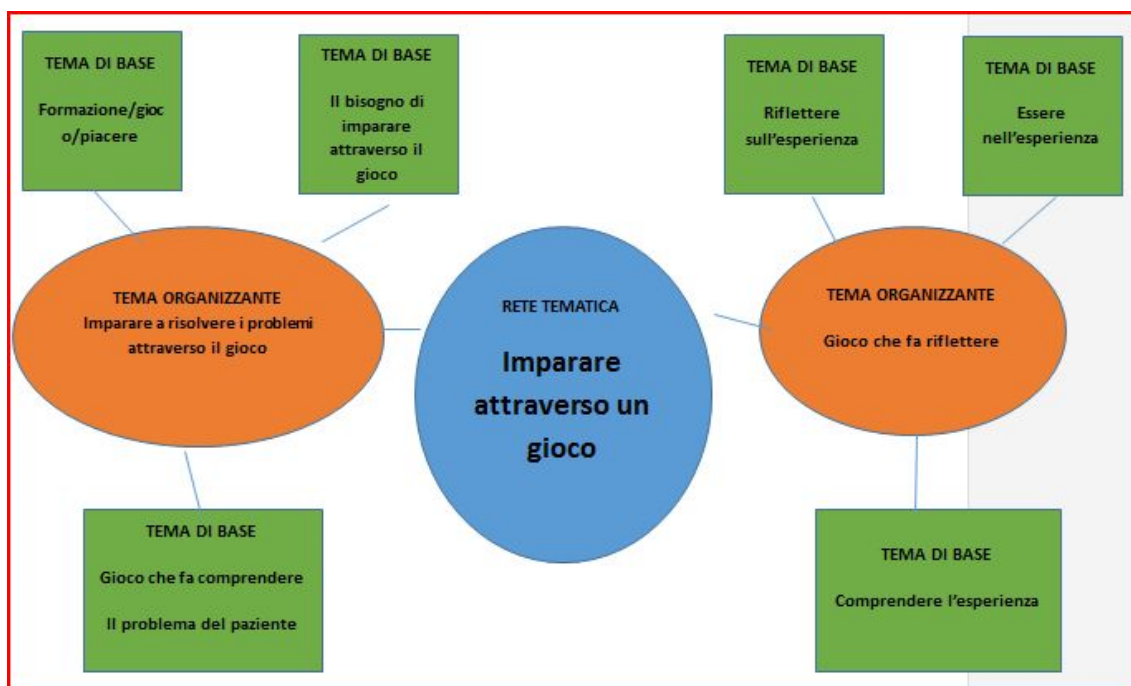 TEMA DI BASE
Formazione/gioc
o/piacere
TEMA DI BASE
Il bisogno di
imparare
attraverso il
gioco
TEMA DI BASE
Riflettere
sull'esperienza
TEMA DI BASE
Essere
nell'esperienza
TEMA ORGANIZZANTE
Imparare a risolvere i problemi
attraverso il gioco
RETE TEMATICA
Imparare
attraverso un
gioco
TEMA ORGANIZZANTE
Gioco che fa riflettere
TEMA DI BASE
Gioco che fa comprendere
Il problema del paziente
TEMA DI BASE
Comprendere l'esperienza